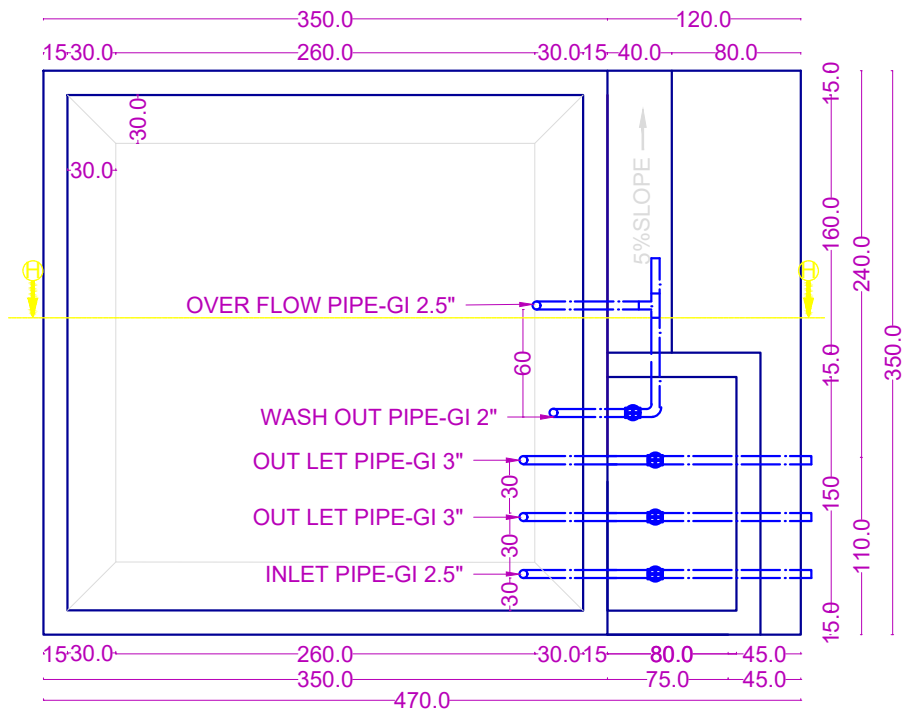 350.0 120.0
15 30.0 260.0 30.0 15 40.0 80.0
30.0
30.0
15.0
5%SLOPE
160.0
240.0
350.0
H H
OVER FLOW PIPE-GI 2.5"
60
15.0
WASH OUT PIPE-GI 2"
OUT LET PIPE-GI 3"
30
OUT LET PIPE-GI 3"
150
30
110.0
INLET PIPE-GI 2.5"
30
15.0
15 30.0 260.0 30.0 15 80.0 45.0
350.0 75.0 45.0
470.0